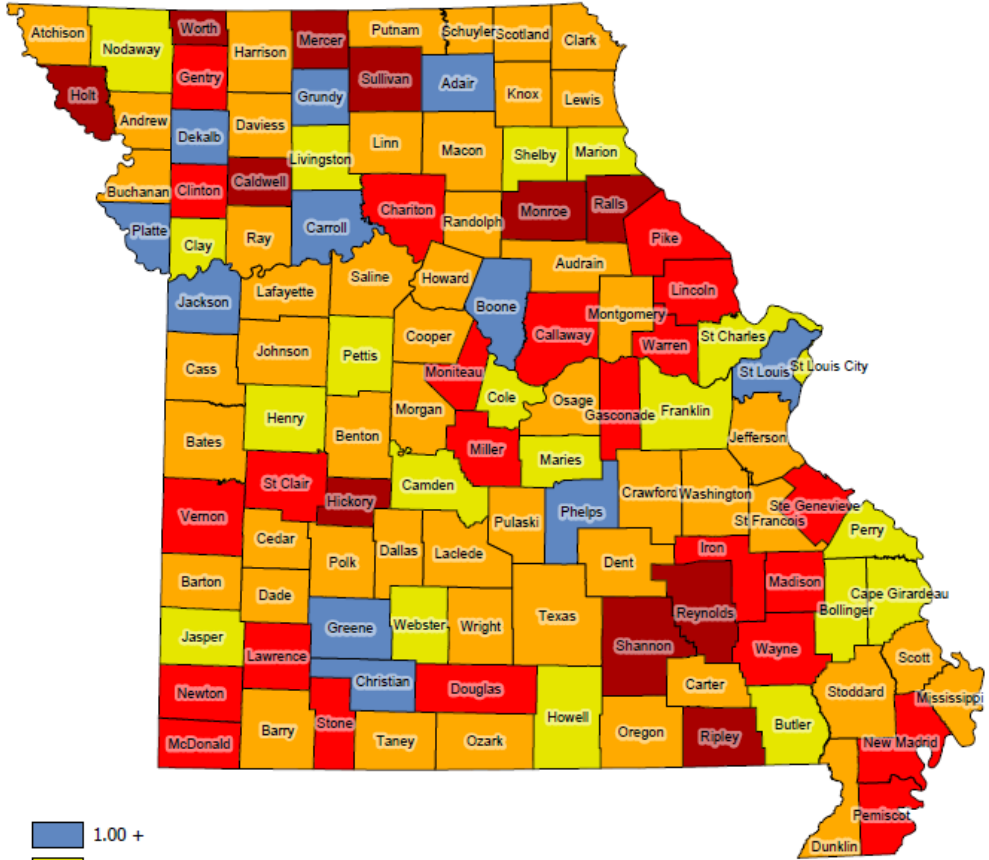 Atchison
Nodaway
Worth
Harrison
Mercer
Putnam
Schuyler
Scotland
Clark
Holt
Gentry
Sullivan
Adair
Knox
Lewis
Andrew
Dekalb
Daviess
Grundy
Livingston
Linn
Macon
Shelby
Marion
Buchanan
Clinton
Caldwell
Chariton
Randolph
Monroe
Ralls
Platte
Clay
Ray
Carroll
Pike
Audrain
Jackson
Lafayette
Saline
Howard
Boone
Callaway
Montgomery
Lincoln
Warren
St Charles
St Louis
St Louis City
Cass
Johnson
Pettis
Cooper
Moniteau
Cole
Osage
Gasconade
Franklin
Jefferson
Bates
Henry
Benton
Morgan
Miller
Maries
Camden
Vernon
St Clair
Hickory
Pulaski
Phelps
Crawford
Washington
St Francois
Ste Genevieve
Perry
Cedar
Polk
Dallas
Laclede
Dent
Iron
Madison
Cape Girardeau
Bollinger
Barton
Dade
Greene
Webster
Wright
Texas
Reynolds
Shannon
Wayne
Jasper
Lawrence
Christian
Douglas
Howell
Carter
Stoddard
Scott
Mississippi
Newton
McDonald
Barry
Stone
Taney
Ozark
Oregon
Ripley
Butler
New Madrid
Pemiscot
Dunklin
1.00 +